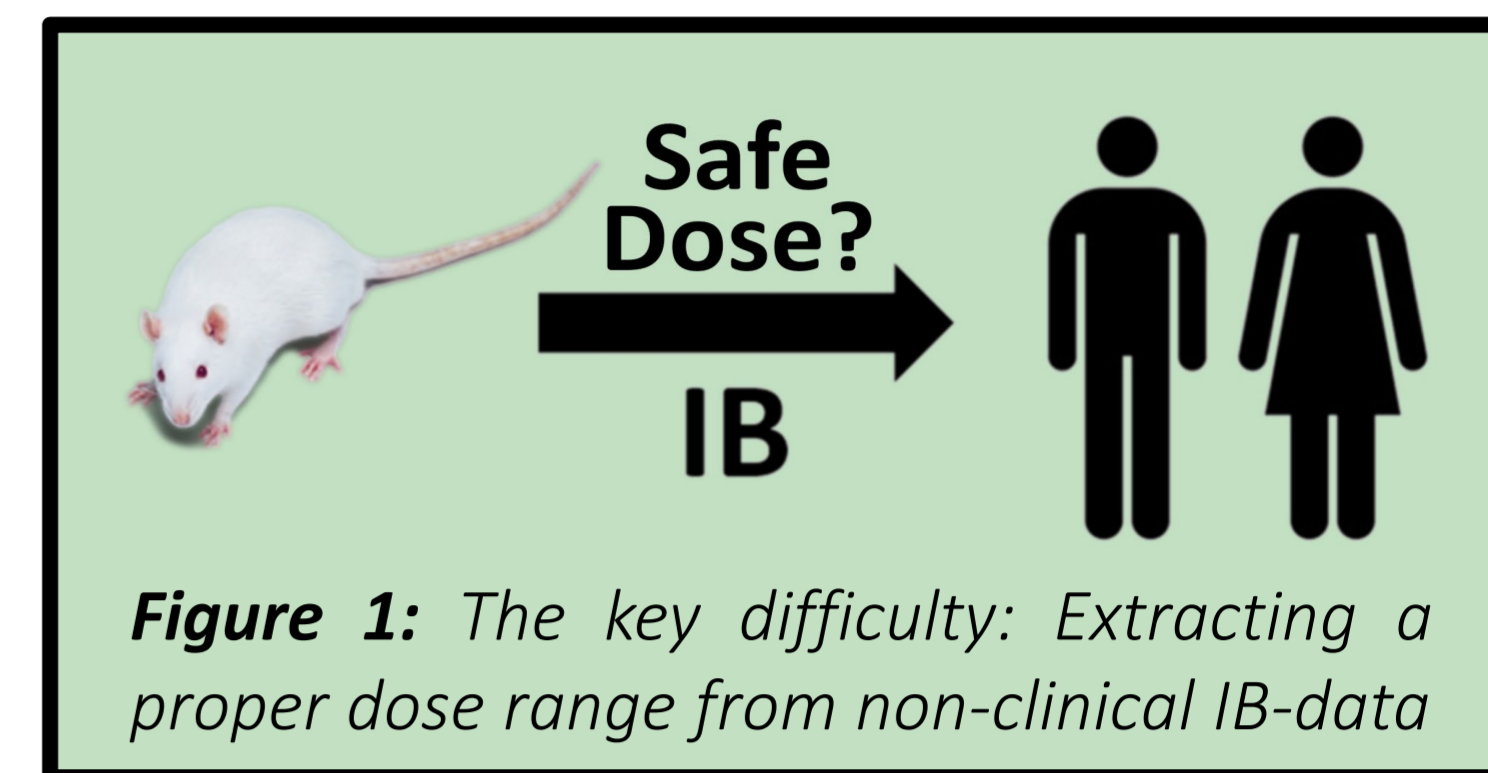 Safe
Dose?
IB
Figure 1: The key difficulty: Extracting a
proper dose range from non-clinical IB-data